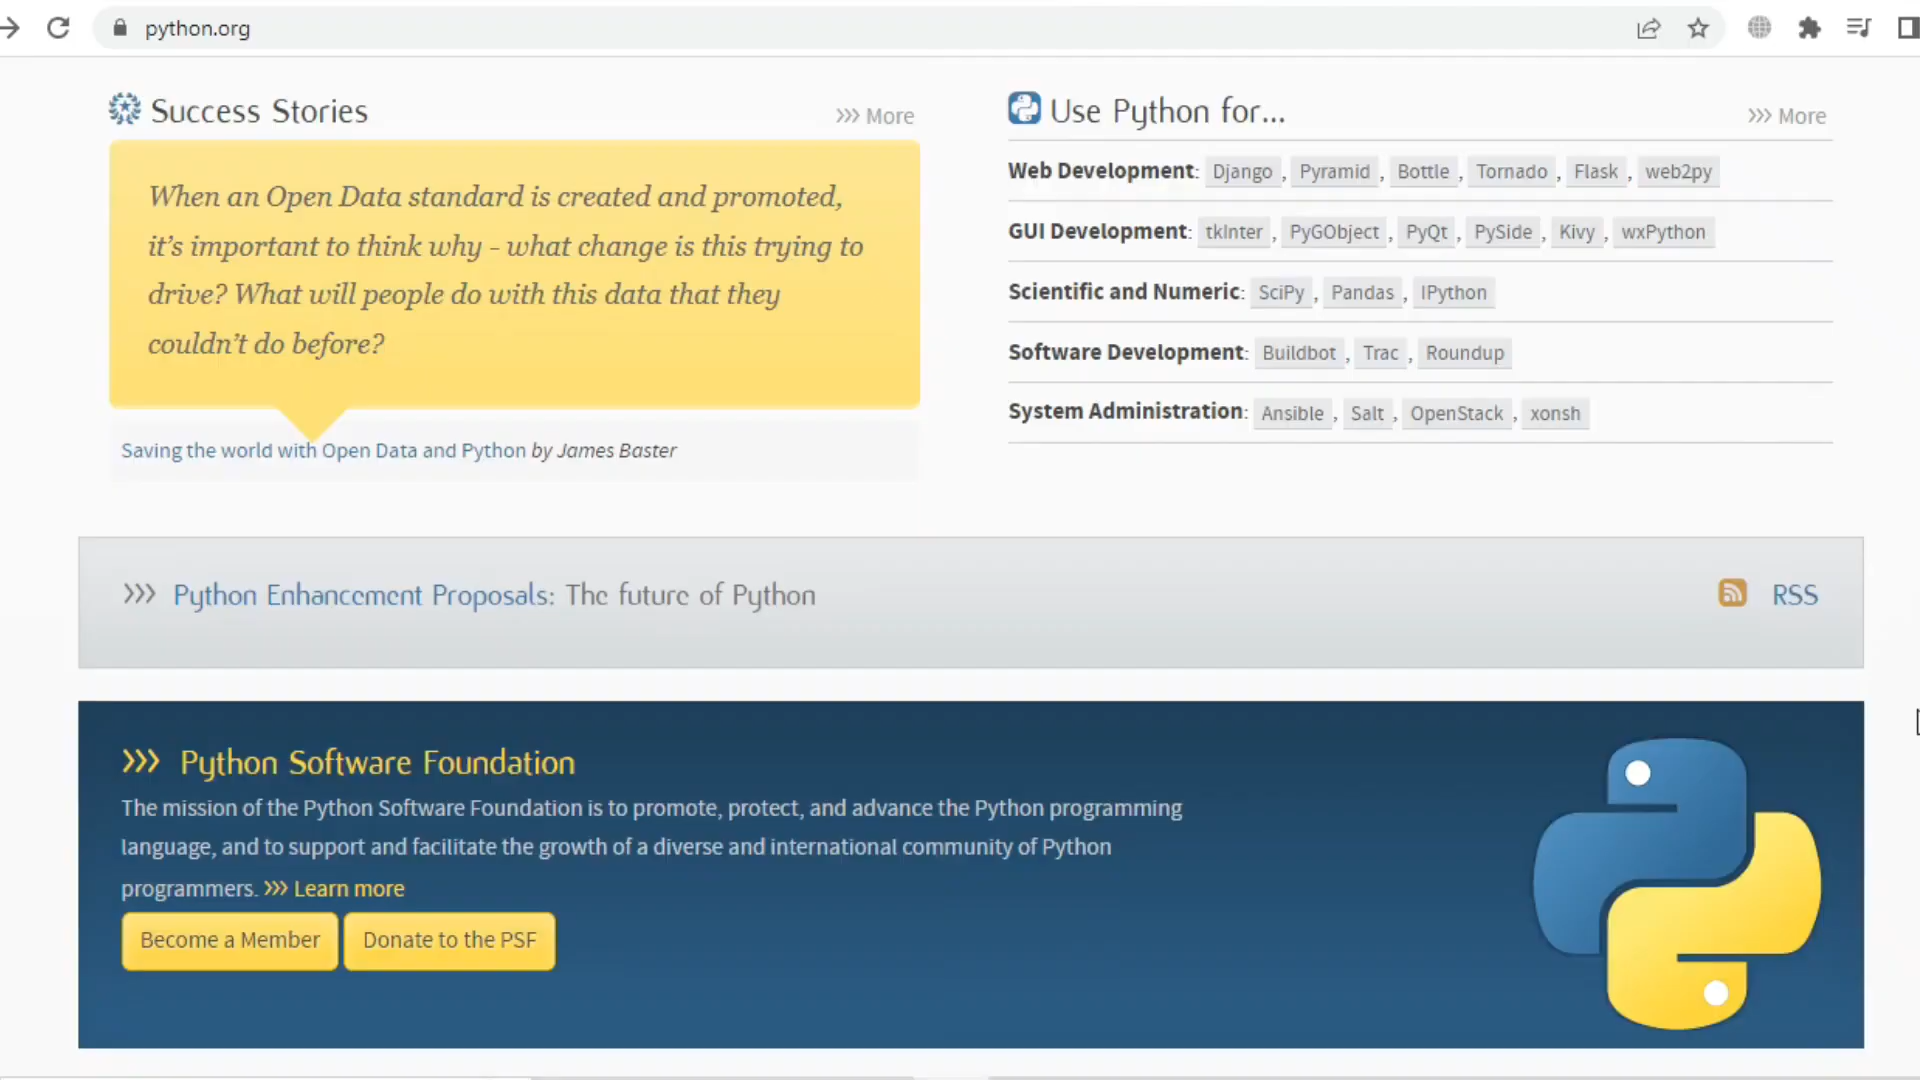 python.org
Success Stories
››› More
When an Open Data standard is created and promoted,
it’s important to think why - what change is this trying to
drive? What will people do with this data that they
couldn’t do before?
Saving the world with Open Data and Python by James Baster
Use Python for…
››› More
Web Development: Django , Pyramid , Bottle , Tornado , Flask , web2py
GUI Development: tkInter , PyGObject , PyQt , PySide , Kivy , wxPython
Scientific and Numeric: SciPy , Pandas , IPython
Software Development: Buildbot , Trac , Roundup
System Administration: Ansible , Salt , OpenStack , xonsh
››› Python Enhancement Proposals: The future of Python
RSS
››› Python Software Foundation
The mission of the Python Software Foundation is to promote, protect, and advance the Python programming
language, and to support and facilitate the growth of a diverse and international community of Python
programmers. ››› Learn more
Become a Member Donate to the PSF